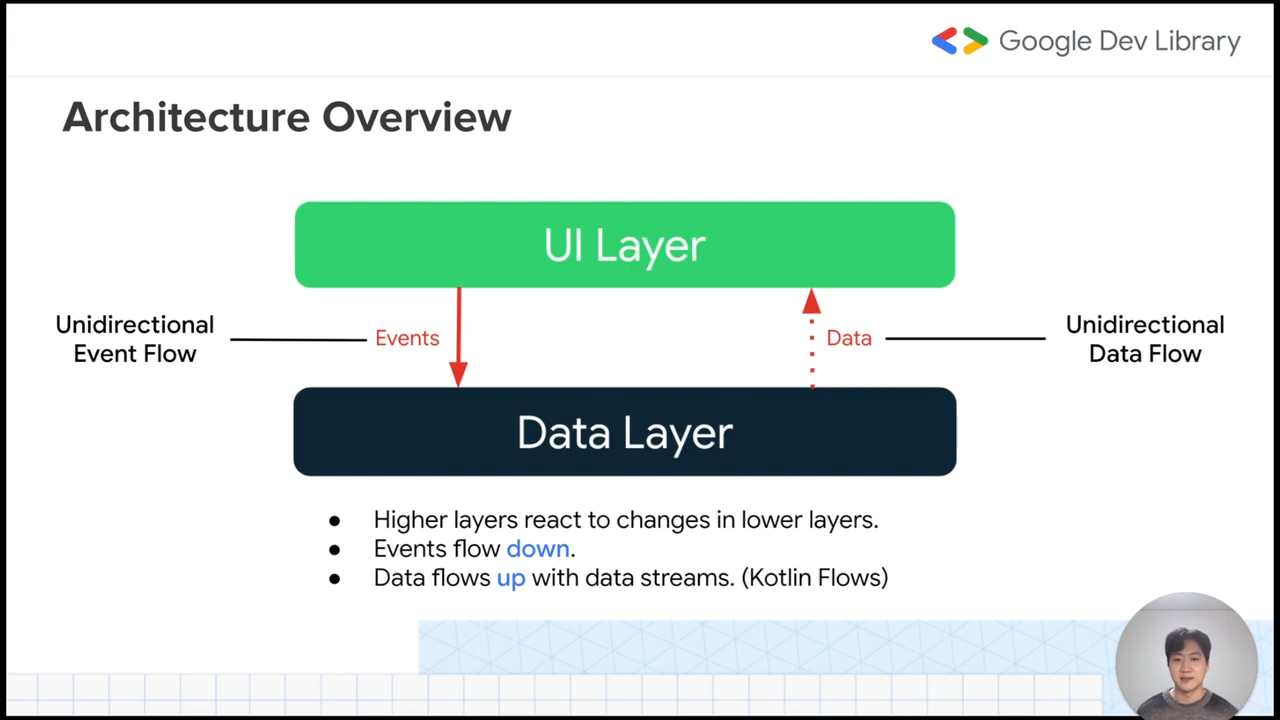 Google Dev Library
Architecture Overview
UI Layer
Unidirectional
Event Flow
Events
Data
Unidirectional
Data Flow
Data Layer
● Higher layers react to changes in lower layers.
● Events flow down.
● Data flows up with data streams. (Kotlin Flows)